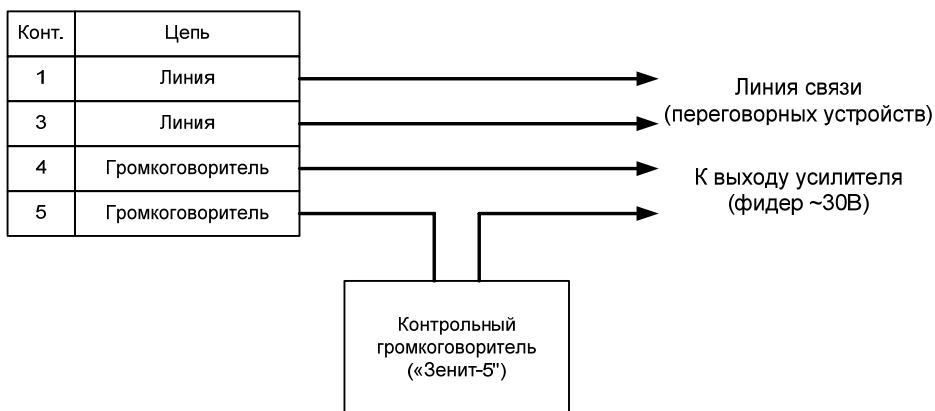 Конт. Цепь
1 Линия
3 Линия
4 Громкоговоритель
5 Громкоговоритель
Линия связи
(переговорных устройств)
К выходу усилителя
(фидер ~30В)
Контрольный
громкоговоритель
(«Зенит-5")